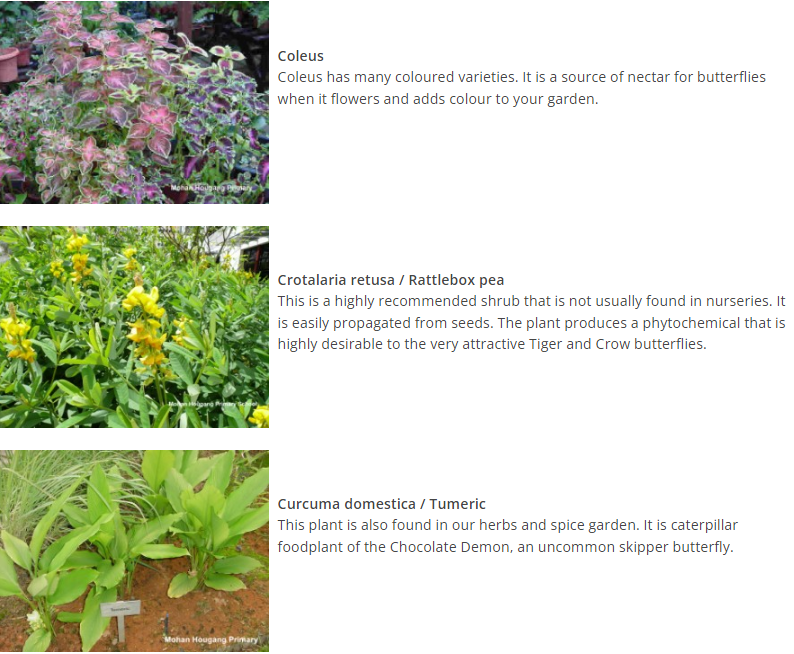 Coleus
Coleus has many coloured varieties. It is a source of nectar for butterflies
when it flowers and adds colour to your garden.
Mohan Hougang Primary
Crotalaria retusa / Rattlebox pea
This is a highly recommended shrub that is not usually found in nurseries. It
is easily propagated from seeds. The plant produces a phytochemical that is
highly desirable to the very attractive Tiger and Crow butterflies.
Mohan Hougang Primary School
Curcuma domestica / Tumeric
This plant is also found in our herbs and spice garden. It is caterpillar
foodplant of the Chocolate Demon, an uncommon skipper butterfly.
Mohan Hougang Primary